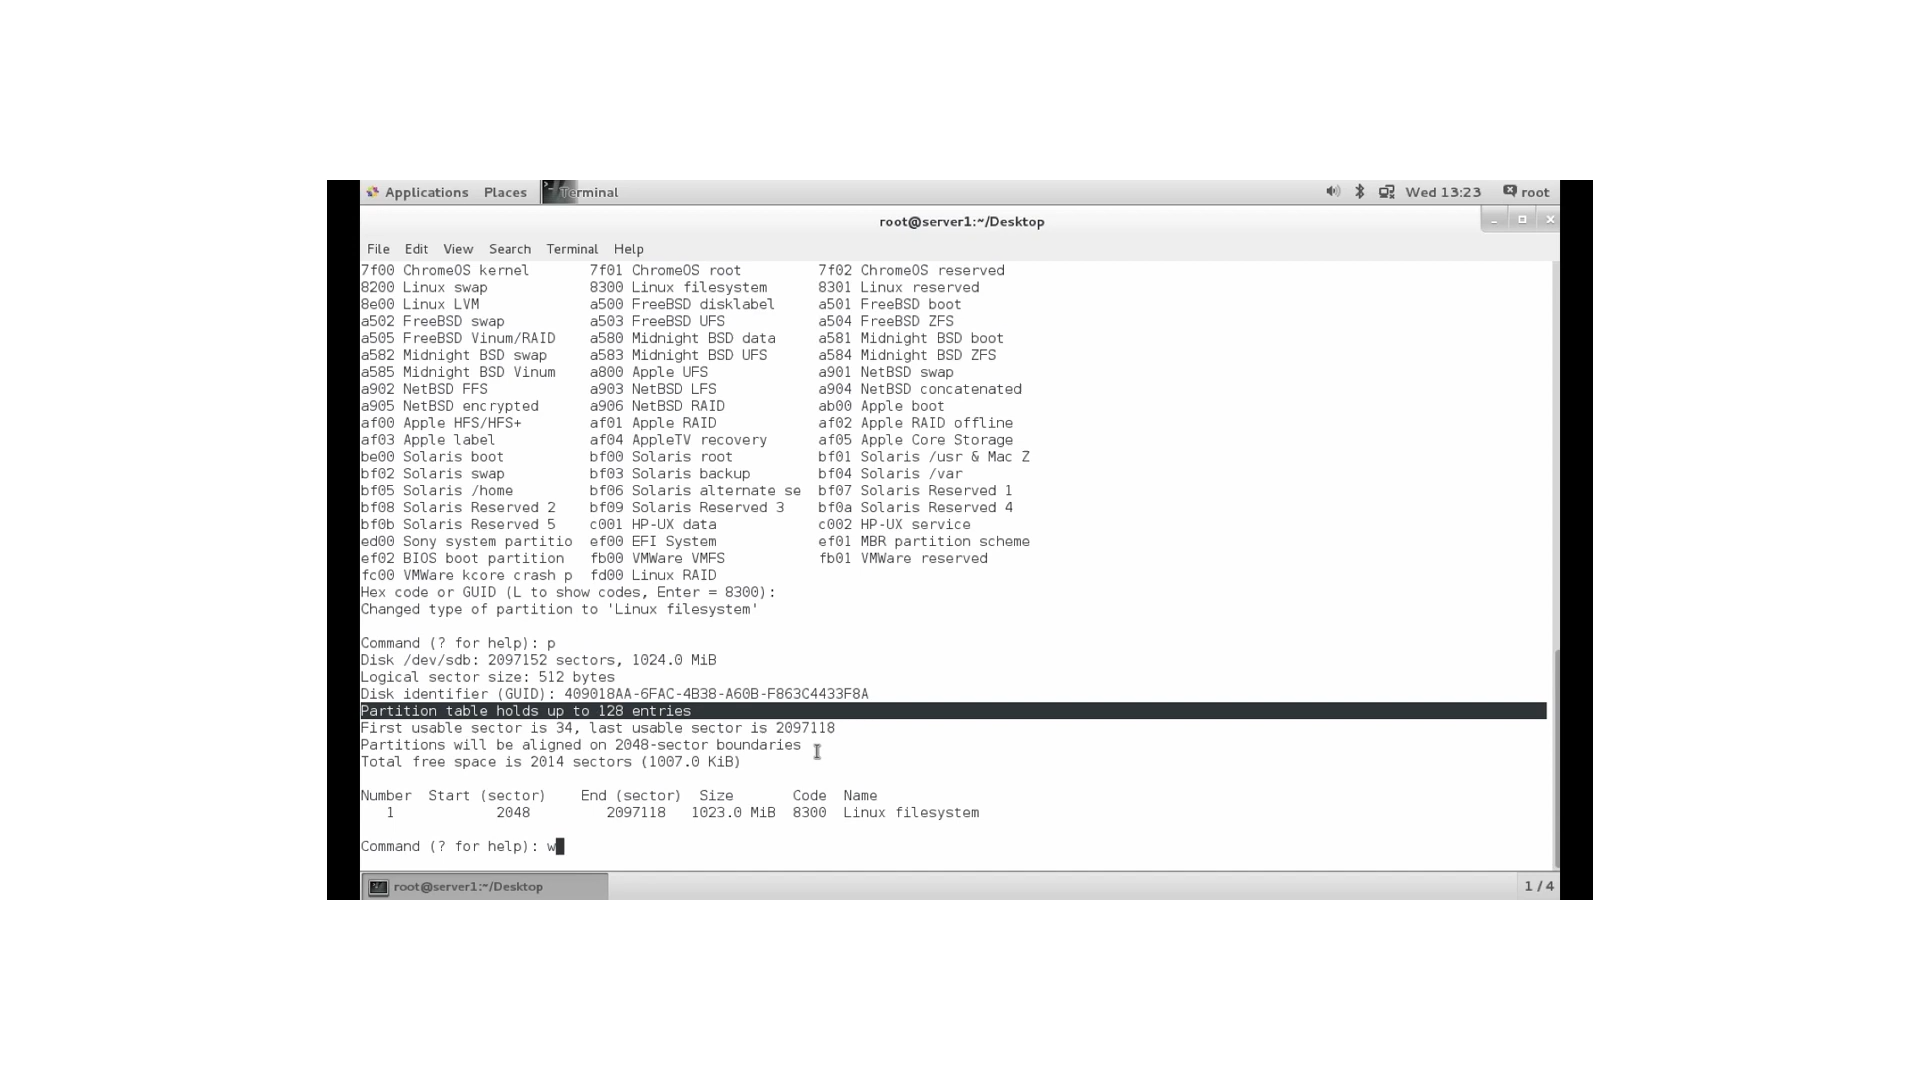 Applications Places Terminal Wed 13:23 root
root@server1:~/Desktop
File Edit View Search Terminal Help
7f00 ChromeOS kernel 7f01 ChromeOS root 7f02 ChromeOS reserved
8200 Linux swap 8300 Linux filesystem 8301 Linux reserved
8e00 Linux LVM a500 FreeBSD disklabel a501 FreeBSD boot
a502 FreeBSD swap a503 FreeBSD UFS a504 FreeBSD ZFS
a505 FreeBSD Vinum/RAID a580 Midnight BSD data a581 Midnight BSD boot
a582 Midnight BSD swap a583 Midnight BSD UFS a584 Midnight BSD ZFS
a585 Midnight BSD Vinum a800 Apple UFS a901 NetBSD swap
a902 NetBSD FFS a903 NetBSD LFS a904 NetBSD concatenated
a905 NetBSD encrypted a906 NetBSD RAID ab00 Apple boot
af00 Apple HFS/HFS+ af01 Apple RAID af02 Apple RAID offline
af03 Apple label af04 AppleTV recovery af05 Apple Core Storage
be00 Solaris boot bf00 Solaris root bf01 Solaris /usr & Mac Z
bf02 Solaris swap bf03 Solaris backup bf04 Solaris /var
bf05 Solaris /home bf06 Solaris alternate se bf07 Solaris Reserved 1
bf08 Solaris Reserved 2 bf09 Solaris Reserved 3 bf0a Solaris Reserved 4
bf0b Solaris Reserved 5 c001 HP-UX data c002 HP-UX service
ed00 Sony system partitio ef00 EFI System ef01 MBR partition scheme
ef02 BIOS boot partition fb00 VMWare VMFS fb01 VMWare reserved
fc00 VMWare kcore crash p fd00 Linux RAID
Hex code or GUID (L to show codes, Enter = 8300):
Changed type of partition to 'Linux filesystem'
Command (? for help): p
Disk /dev/sdb: 2097152 sectors, 1024.0 MiB
Logical sector size: 512 bytes
Disk identifier (GUID): 409018AA-6FAC-4B38-A60B-F863C4433F8A
Partition table holds up to 128 entries
First usable sector is 34, last usable sector is 2097118
Partitions will be aligned on 2048-sector boundaries
Total free space is 2014 sectors (1007.0 KiB)
Number Start (sector) End (sector) Size Code Name
1 2048 2097118 1023.0 MiB 8300 Linux filesystem
Command (? for help): w
root@server1:~/Desktop 1 / 4